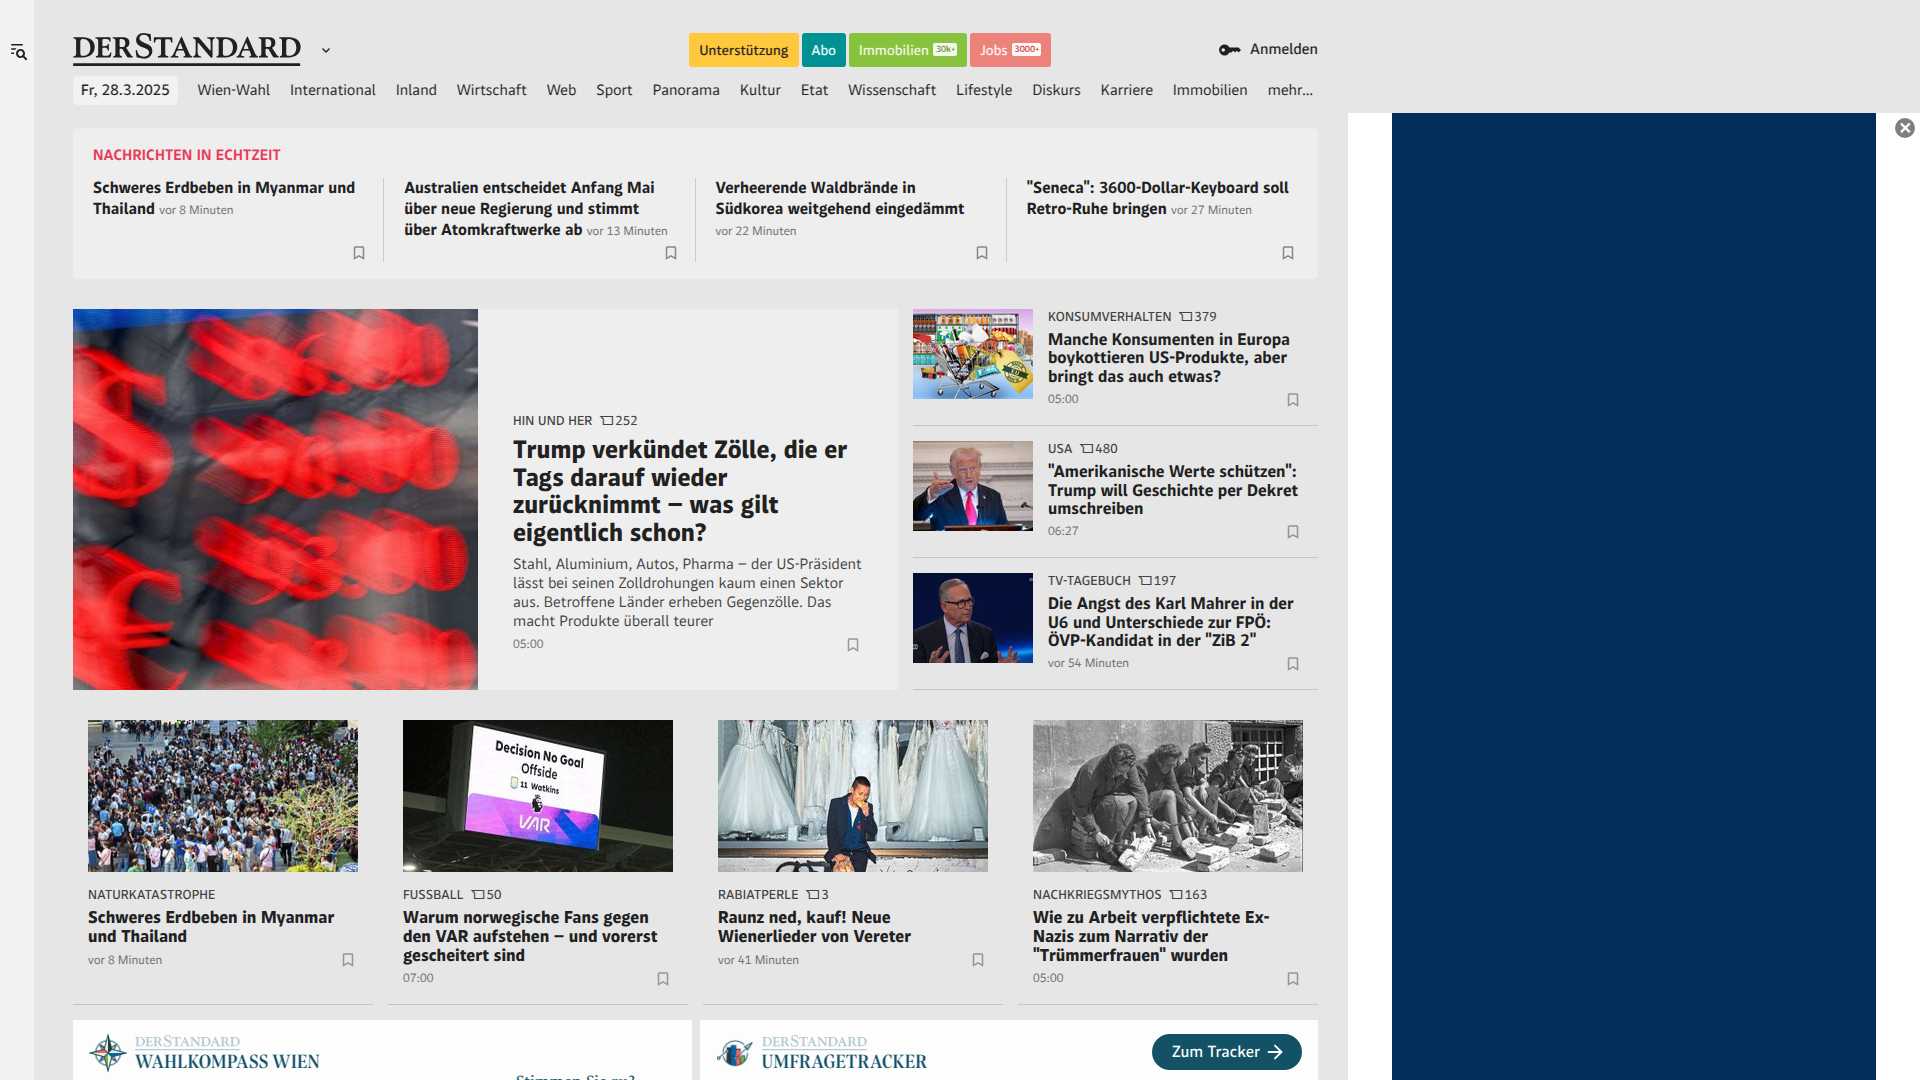 DERSTANDARD
Unterstützung
Abo
Immobilien 30k+
Jobs 3000+
Anmelden
Fr, 28.3.2025
Wien-Wahl
International
Inland
Wirtschaft
Web
Sport
Panorama
Kultur
Etat
Wissenschaft
Lifestyle
Diskurs
Karriere
Immobilien
mehr...
NACHRICHTEN IN ECHTZEIT
Schweres Erdbeben in Myanmar und
Thailand vor 8 Minuten
Australien entscheidet Anfang Mai
über neue Regierung und stimmt
über Atomkraftwerke ab vor 13 Minuten
Verheerende Waldbrände in
Südkorea weitgehend eingedämmt
vor 22 Minuten
"Seneca": 3600-Dollar-Keyboard soll
Retro-Ruhe bringen vor 27 Minuten
HIN UND HER 252
Trump verkündet Zölle, die er
Tags darauf wieder
zurücknimmt – was gilt
eigentlich schon?
Stahl, Aluminium, Autos, Pharma – der US-Präsident
lässt bei seinen Zolldrohungen kaum einen Sektor
aus. Betroffene Länder erheben Gegenzölle. Das
macht Produkte überall teurer
05:00
KONSUMVERHALTEN 379
Manche Konsumenten in Europa
boykottieren US-Produkte, aber
bringt das auch etwas?
05:00
USA 480
"Amerikanische Werte schützen":
Trump will Geschichte per Dekret
umschreiben
06:27
TV-TAGEBUCH 197
Die Angst des Karl Mahrer in der
U6 und Unterschiede zur FPÖ:
ÖVP-Kandidat in der "ZiB 2"
vor 54 Minuten
NATURKATASTROPHE
Schweres Erdbeben in Myanmar
und Thailand
vor 8 Minuten
Decision No Goal
Offside
11 Watkins
VAR
FUSSBALL 50
Warum norwegische Fans gegen
den VAR aufstehen – und vorerst
gescheitert sind
07:00
RABIATPERLE 3
Raunz ned, kauf! Neue
Wienerlieder von Vereter
vor 41 Minuten
NACHKRIEGSMYTHOS 163
Wie zu Arbeit verpflichtete Ex-
Nazis zum Narrativ der
"Trümmerfrauen" wurden
05:00
DERSTANDARD
WAHLKOMPASS WIEN
Stimmen Sie zu?
DERSTANDARD
UMFRAGETRACKER
Zum Tracker